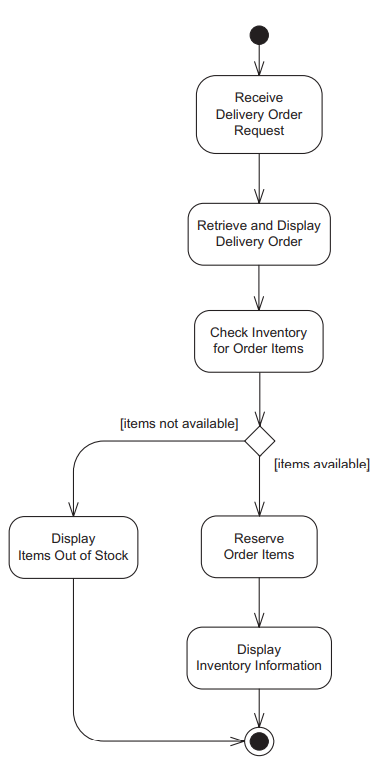 Receive
Delivery Order
Request
Retrieve and Display
Delivery Order
Check Inventory
for Order Items
[items not available]
[items available]
Display
Items Out of Stock
Reserve
Order Items
Display
Inventory Information